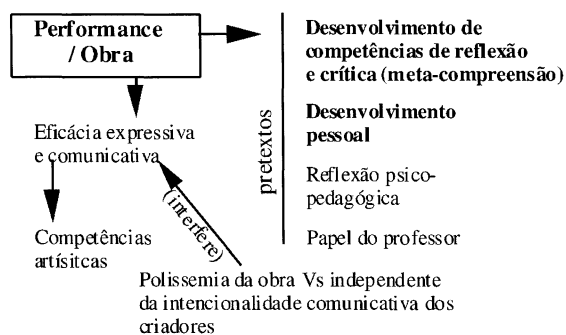 Performance
/ Obra
Desenvolvimento de
competências de reflexão
e crítica (meta-compreensão)
Desenvolvimento
pessoal
Reflexão psico-
pedagógica
Papel do professor
pretextos
Eficácia expressiva
e comunicativa
(interfere)
Competências
artísitcas
Polissemia da obra Vs independente
da intencionalidade comunicativa dos
criadores